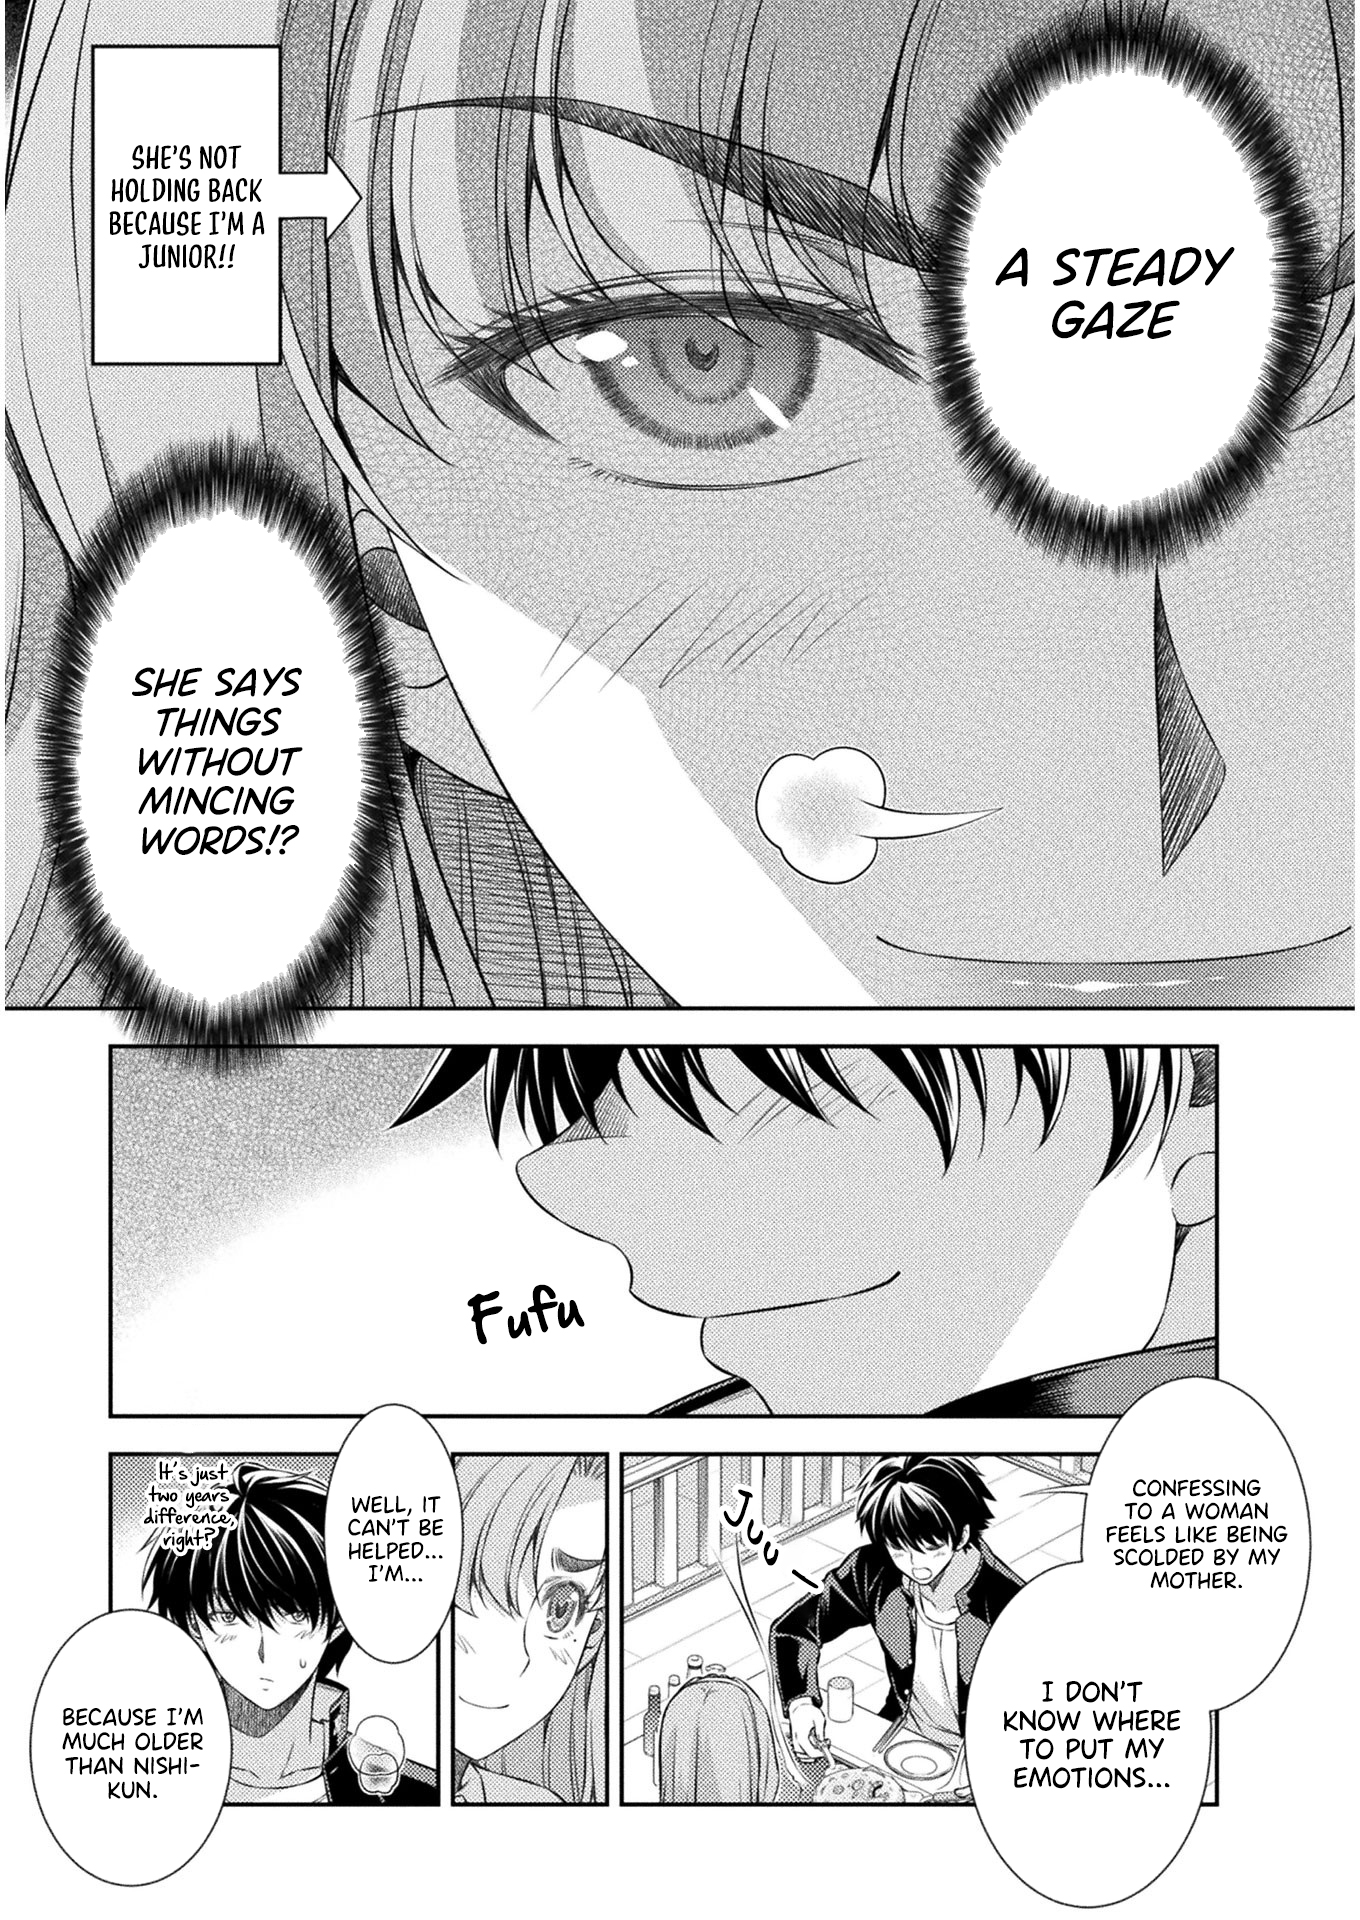 A STEADY
GAZE
SHE'S NOT
HOLDING BACK
BECAUSE I'M A
JUNIOR!!
SHE SAYS
THINGS
WITHOUT
MINCING
WORDS!?
Fufu
CONFESSING
TO A WOMAN
FEELS LIKE BEING
SCOLDED BY MY
MOTHER.
I DON'T
KNOW WHERE
TO PUT MY
EMOTIONS...
Juu
WELL, IT
CAN'T BE
HELPED...
I'M...
It's just
two years
difference,
right?
BECAUSE I'M
MUCH OLDER
THAN NISHI-
KUN.